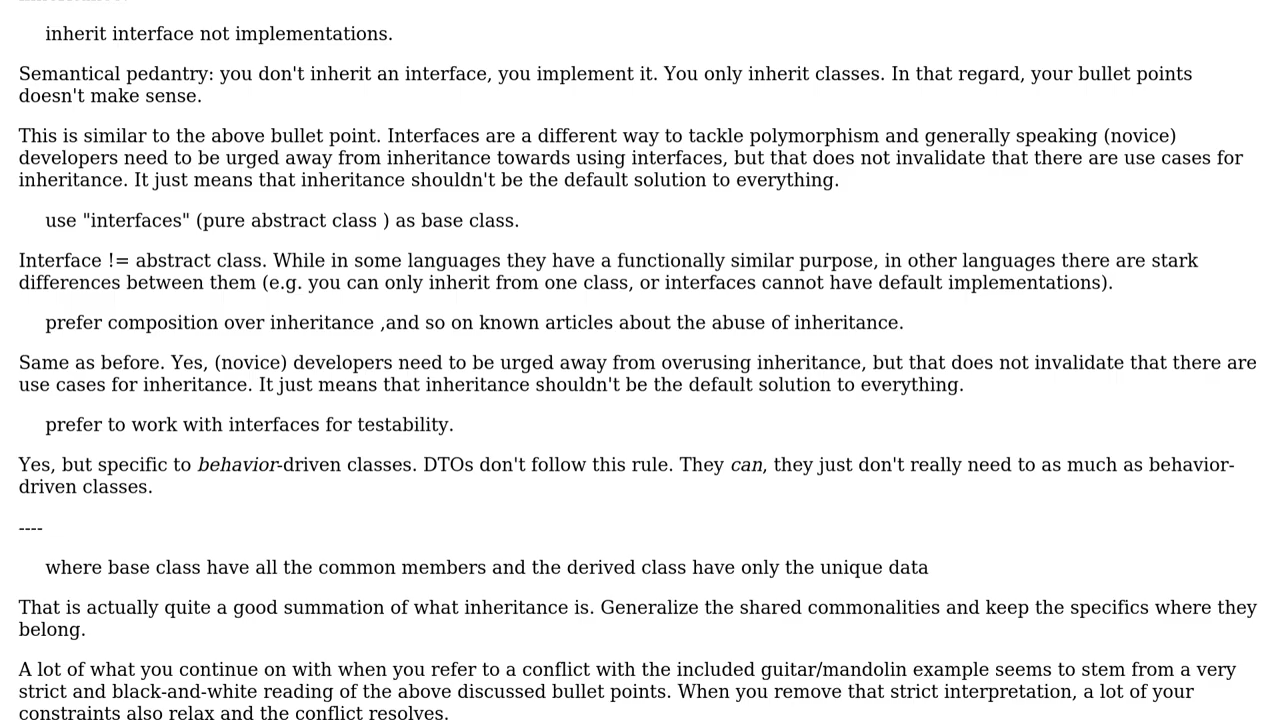 inherit interface not implementations.
Semantical pedantry: you don't inherit an interface, you implement it. You only inherit classes. In that regard, your bullet points
doesn't make sense.
This is similar to the above bullet point. Interfaces are a different way to tackle polymorphism and generally speaking (novice)
developers need to be urged away from inheritance towards using interfaces, but that does not invalidate that there are use cases for
inheritance. It just means that inheritance shouldn't be the default solution to everything.
use "interfaces" (pure abstract class ) as base class.
Interface != abstract class. While in some languages they have a functionally similar purpose, in other languages there are stark
differences between them (e.g. you can only inherit from one class, or interfaces cannot have default implementations).
prefer composition over inheritance ,and so on known articles about the abuse of inheritance.
Same as before. Yes, (novice) developers need to be urged away from overusing inheritance, but that does not invalidate that there are
use cases for inheritance. It just means that inheritance shouldn't be the default solution to everything.
prefer to work with interfaces for testability.
Yes, but specific to behavior-driven classes. DTOs don't follow this rule. They can, they just don't really need to as much as behavior-
driven classes.
----
where base class have all the common members and the derived class have only the unique data
That is actually quite a good summation of what inheritance is. Generalize the shared commonalities and keep the specifics where they
belong.
A lot of what you continue on with when you refer to a conflict with the included guitar/mandolin example seems to stem from a very
strict and black-and-white reading of the above discussed bullet points. When you remove that strict interpretation, a lot of your
constraints also relax and the conflict resolves.